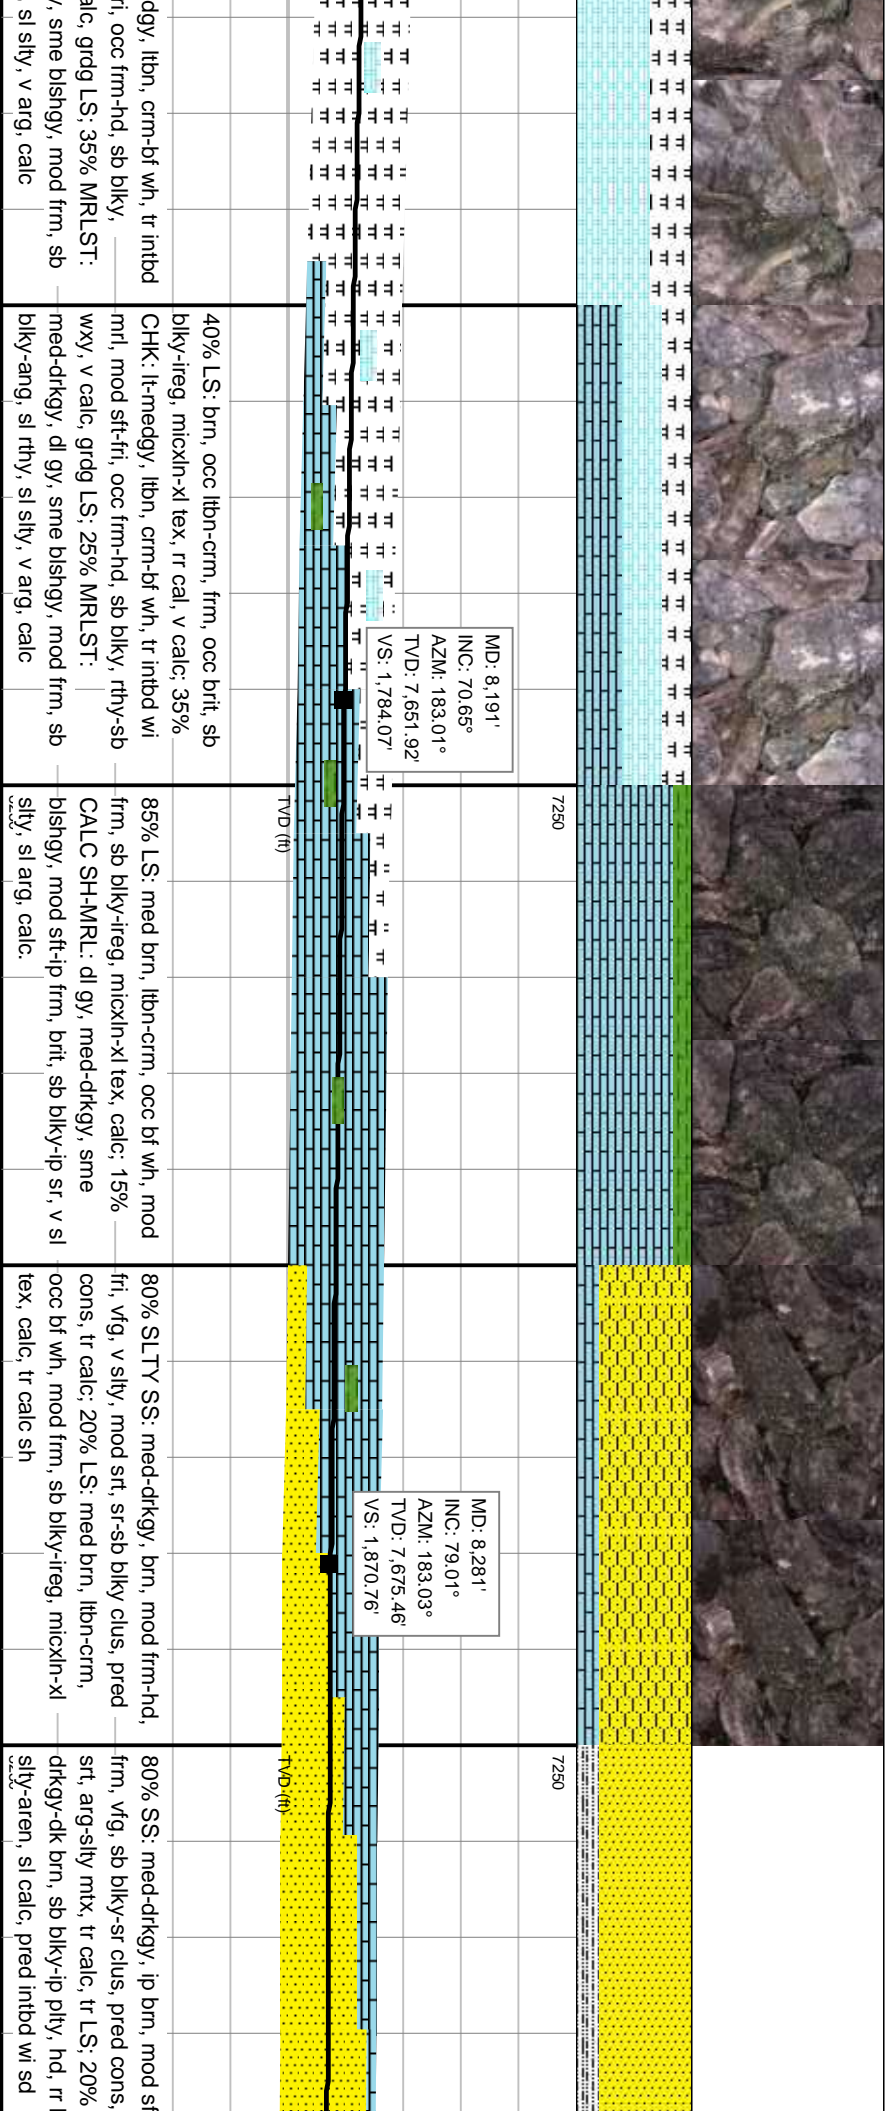 dgy, ltbn, crm-bf wh, tr intbd
ri, occ frm-hd, sb blky,
alc, grdg LS; 35% MRLST:
, sme blshgy, mod frm, sb
, sl slty, v arg, calc
40% LS: brn, occ ltbn-crm, frm, occ brit, sb
blky-ireg, micxln-xl tex, rr cal, v calc; 35%
CHK: lt-medgy, ltbn, crm-bf wh, tr intbd wi
mrl, mod sft-fri, occ frm-hd, sb blky, rthy-sb
wxy, v calc, grdg LS; 25% MRLST:
med-drkgy, dl gy, sme blshgy, mod frm, sb
blky-ang, sl rthy, sl slty, v arg, calc
MD: 8,191'
INC: 70.65°
AZM: 183.01°
TVD: 7,651.92'
VS: 1,784.07'
7250
TVD (ft)
85% LS: med brn, ltbn-crm, occ bf wh, mod
frm, sb blky-ireg, micxln-xl tex, calc; 15%
CALC SH-MRL: dl gy, med-drkgy, sme
blshgy, mod sft-ip frm, brit, sb blky-ip sr, v sl
slty, sl arg, calc.
80% SLTY SS: med-drkgy, brn, mod frm-hd,
fri, vfg, v slty, mod srt, sr-sb blky clus, pred
cons, tr calc; 20% LS: med brn, ltbn-crm,
occ bf wh, mod frm, sb blky-ireg, micxln-xl
tex, calc, tr calc sh
MD: 8,281'
INC: 79.01°
AZM: 183.03°
TVD: 7,675.46'
VS: 1,870.76'
7250
TVD (ft)
80% SS: med-drkgy, ip brn, mod sf
frm, vfg, sb blky-sr clus, pred cons,
srt, arg-slty mtx, tr calc, tr LS; 20%
drkgy-dk brn, sb blky-ip plty, hd, rr
slty-aren, sl calc, pred intbd wi sd